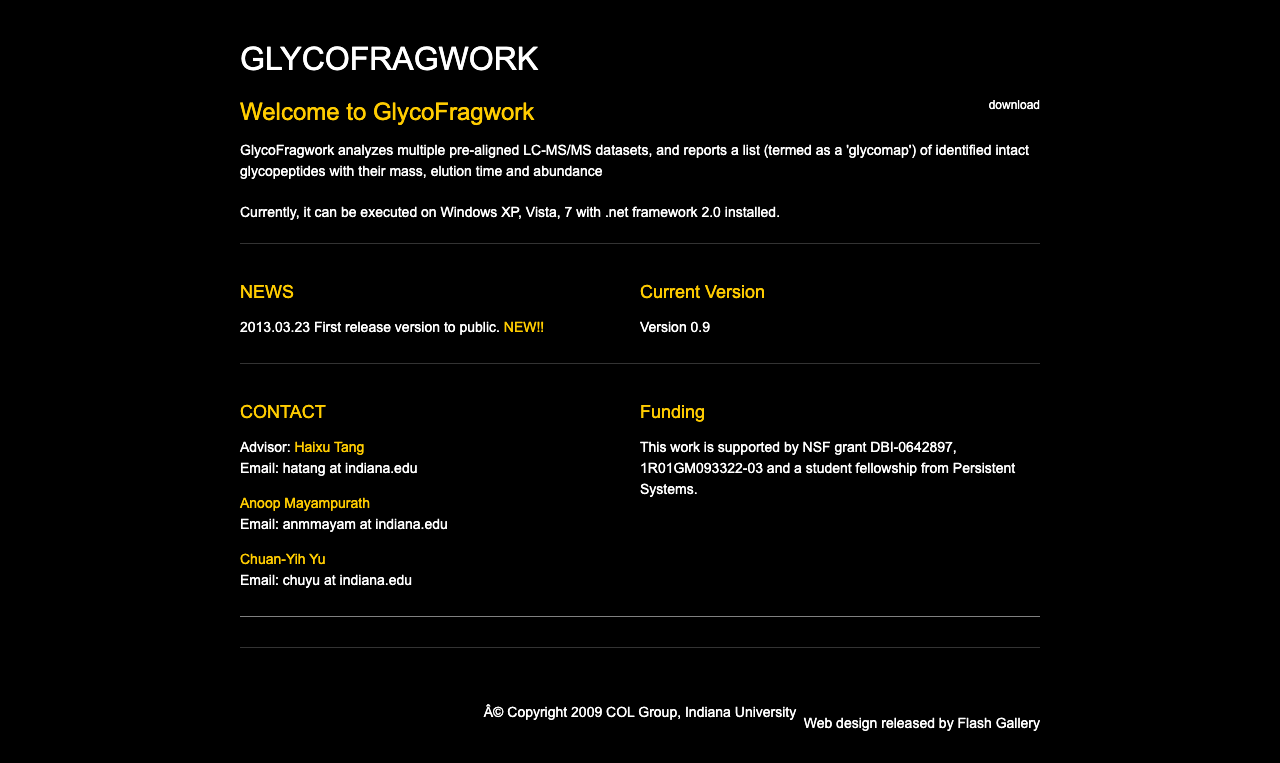 GLYCOFRAGWORK
Welcome to GlycoFragwork
download
GlycoFragwork analyzes multiple pre-aligned LC-MS/MS datasets, and reports a list (termed as a 'glycomap') of identified intact
glycopeptides with their mass, elution time and abundance
Currently, it can be executed on Windows XP, Vista, 7 with .net framework 2.0 installed.
NEWS
2013.03.23 First release version to public. NEW!!
Current Version
Version 0.9
CONTACT
Advisor: Haixu Tang
Email: hatang at indiana.edu
Anoop Mayampurath
Email: anmmayam at indiana.edu
Chuan-Yih Yu
Email: chuyu at indiana.edu
Funding
This work is supported by NSF grant DBI-0642897,
1R01GM093322-03 and a student fellowship from Persistent
Systems.
Â© Copyright 2009 COL Group, Indiana University
Web design released by Flash Gallery